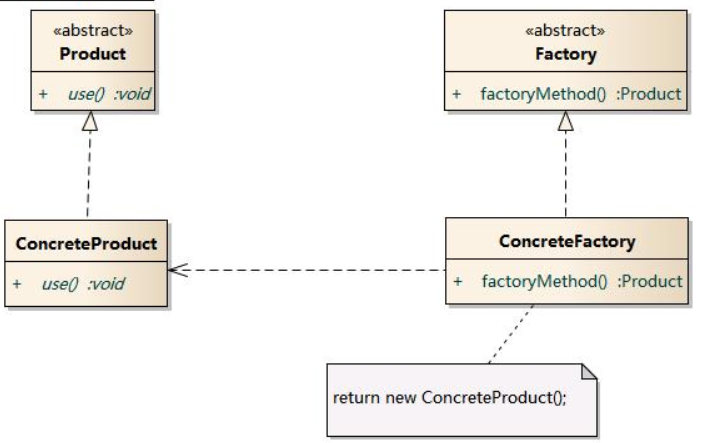 «abstract»
Product
+ use() :void
«abstract»
Factory
+ factoryMethod() :Product
ConcreteProduct
+ use() :void
ConcreteFactory
+ factoryMethod() :Product
return new ConcreteProduct();